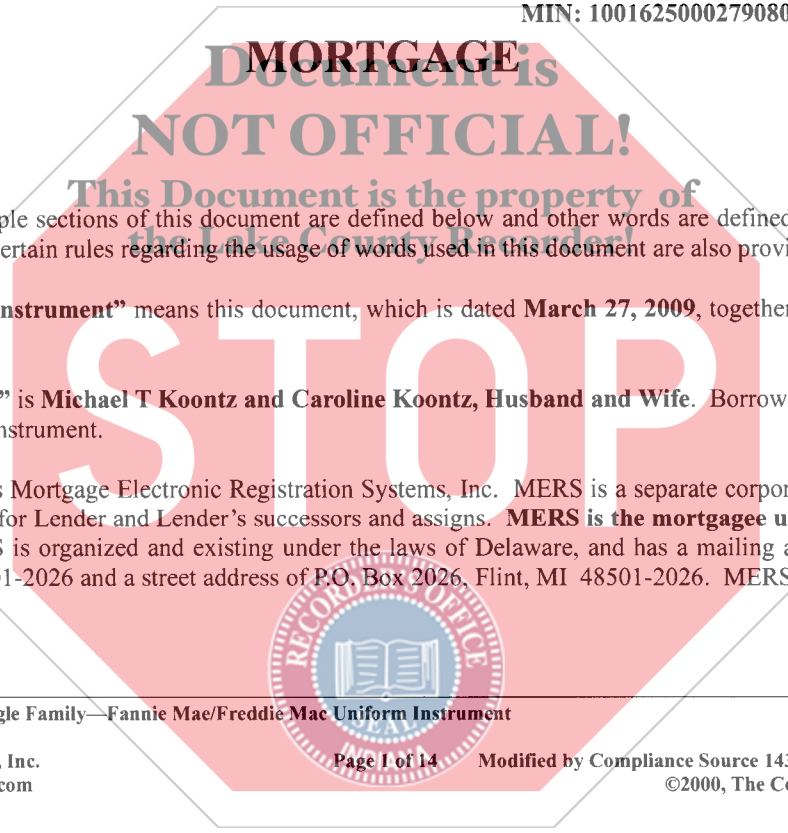 MIN: 1001625000279080
MORTGAGE
Document is
NOT OFFICIAL!
This Document is the property of
the Lake County Recorder!
ple sections of this document are defined below and other words are defined
ertain rules regarding the usage of words used in this document are also provi
nstrument” means this document, which is dated March 27, 2009, together
” is Michael T Koontz and Caroline Koontz, Husband and Wife. Borrow
nstrument.
STOP
s Mortgage Electronic Registration Systems, Inc. MERS is a separate corpor
for Lender and Lender’s successors and assigns. MERS is the mortgagee u
S is organized and existing under the laws of Delaware, and has a mailing a
01-2026 and a street address of P.O. Box 2026, Flint, MI 48501-2026. MERS
RECORDER'S OFFICE
SEAL
INDIANA
gle Family—Fannie Mae/Freddie Mac Uniform Instrument
, Inc. Page 1 of 14 Modified by Compliance Source 143
com ©2000, The Co